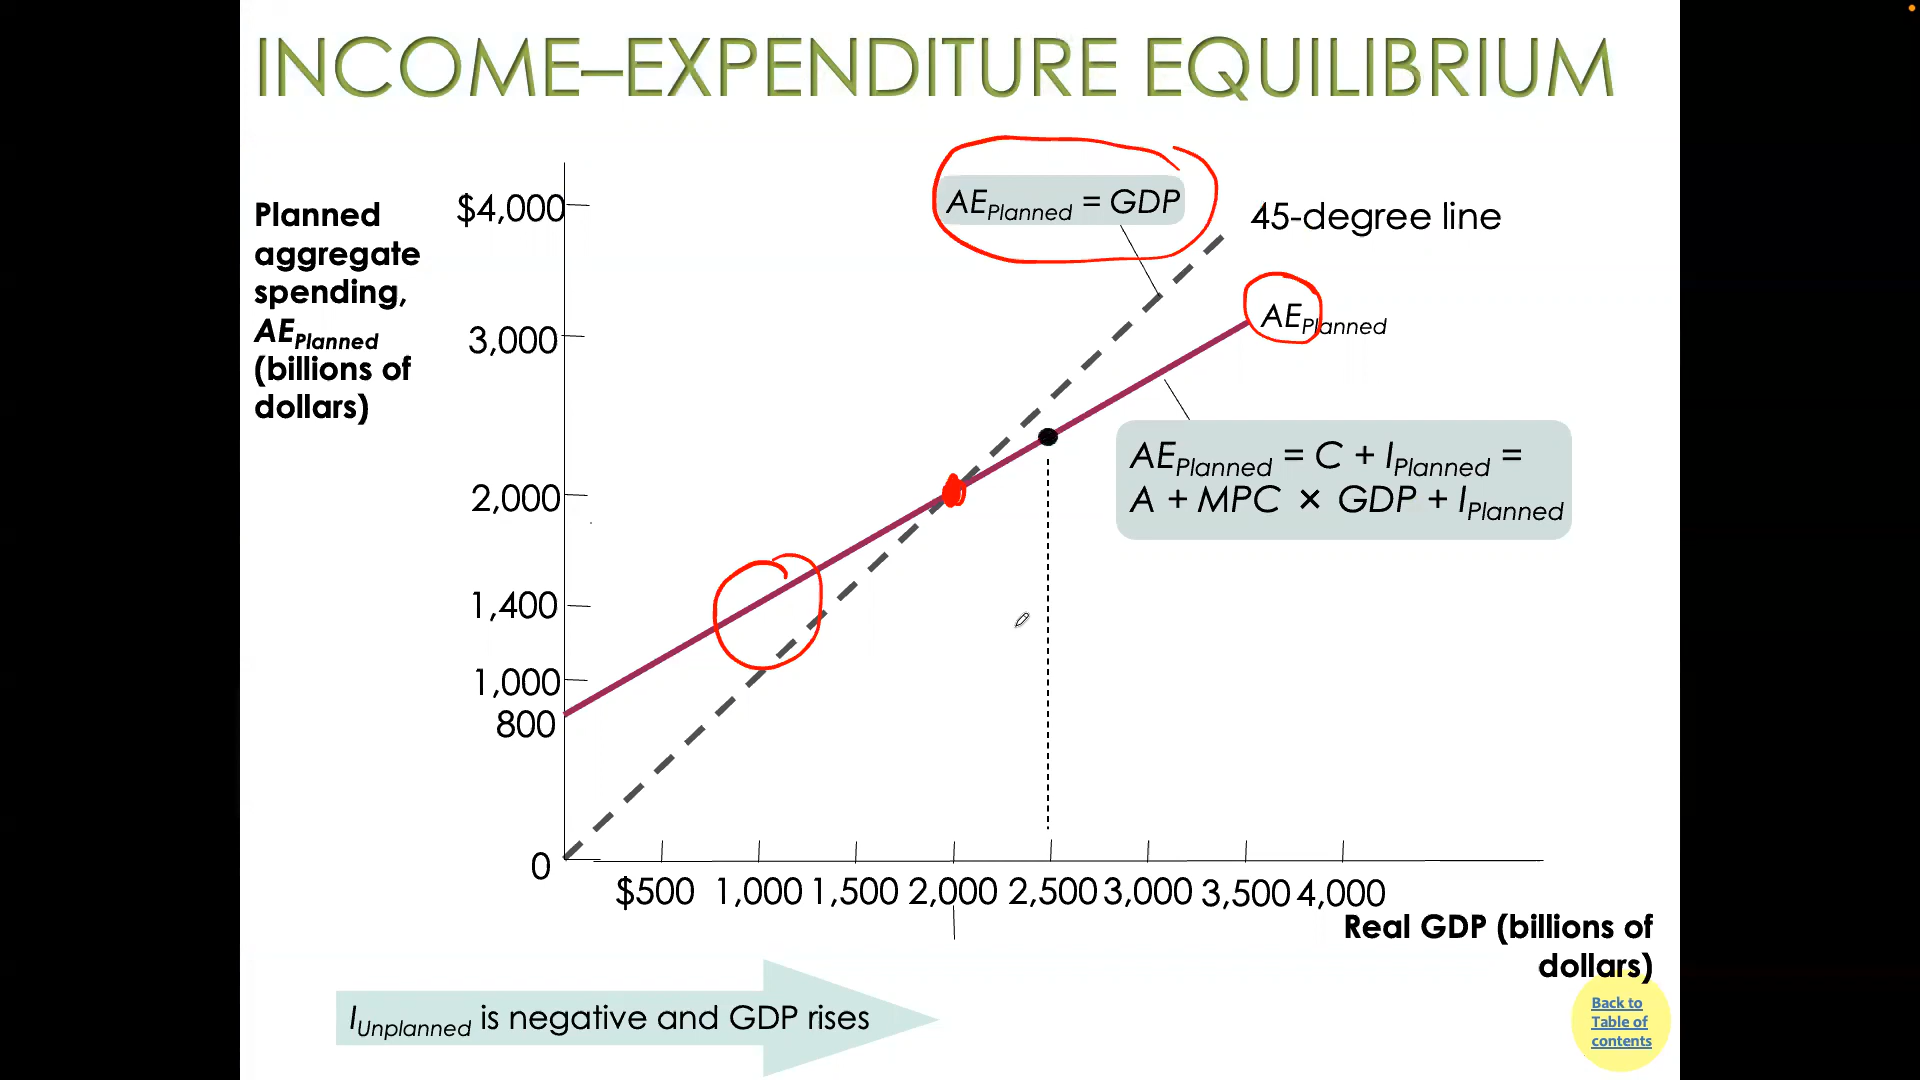 INCOME–EXPENDITURE EQUILIBRIUM
Planned
aggregate
spending,
AEPlanned
(billions of
dollars)
$4,000
3,000
2,000
1,400
1,000
800
0
AEPlanned = GDP
45-degree line
AEPlanned
AEPlanned = C + IPlanned =
A + MPC × GDP + IPlanned
$500 1,000 1,500 2,000 2,500 3,000 3,500 4,000
Real GDP (billions of
dollars)
IUnplanned is negative and GDP rises
Back to
Table of
contents